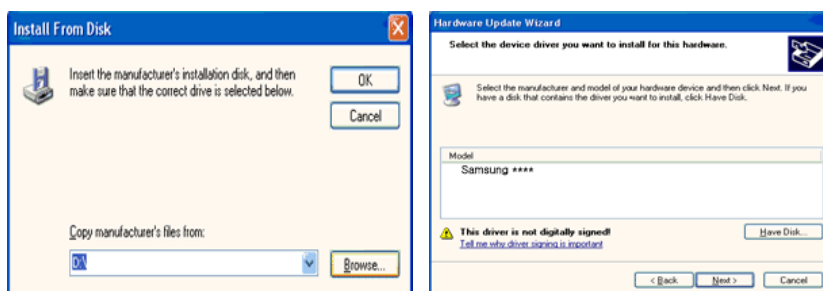 Install From Disk
Insert the manufacturer's installation disk, and then
make sure that the correct drive is selected below.
OK
Cancel
Copy manufacturer's files from:
D:\
Browse...
Hardware Update Wizard
Select the device driver you want to install for this hardware.
Select the manufacturer and model of your hardware device and then click Next. If you
have a disk that contains the driver you want to install, click Have Disk.
Model
Samsung ****
This driver is not digitally signed!
Tell me why driver signing is important
Have Disk...
< Back
Next >
Cancel